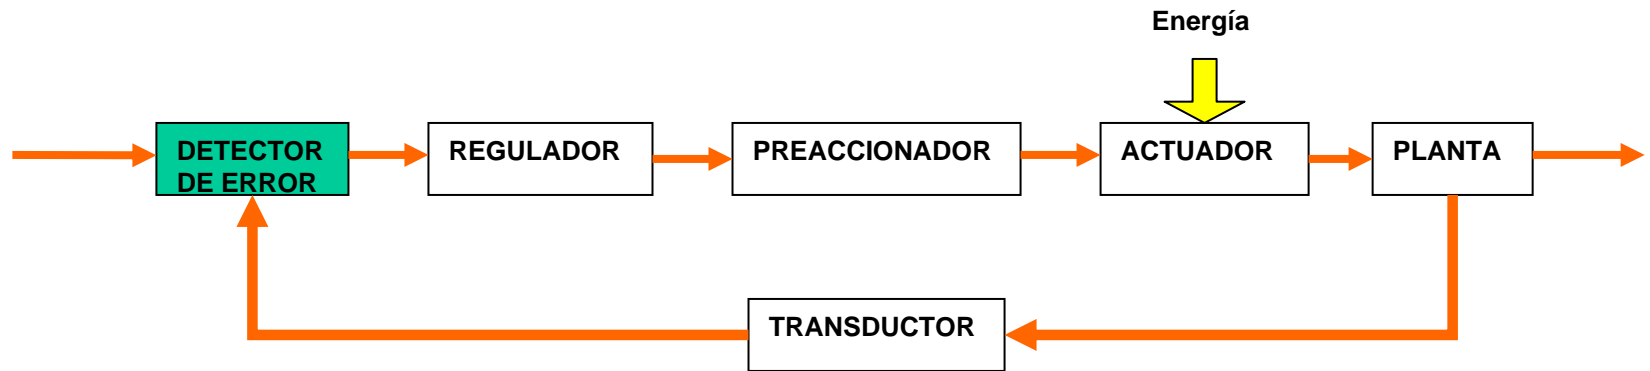 Energía
DETECTOR
DE ERROR
REGULADOR
PREACCIONADOR
ACTUADOR
PLANTA
TRANSDUCTOR